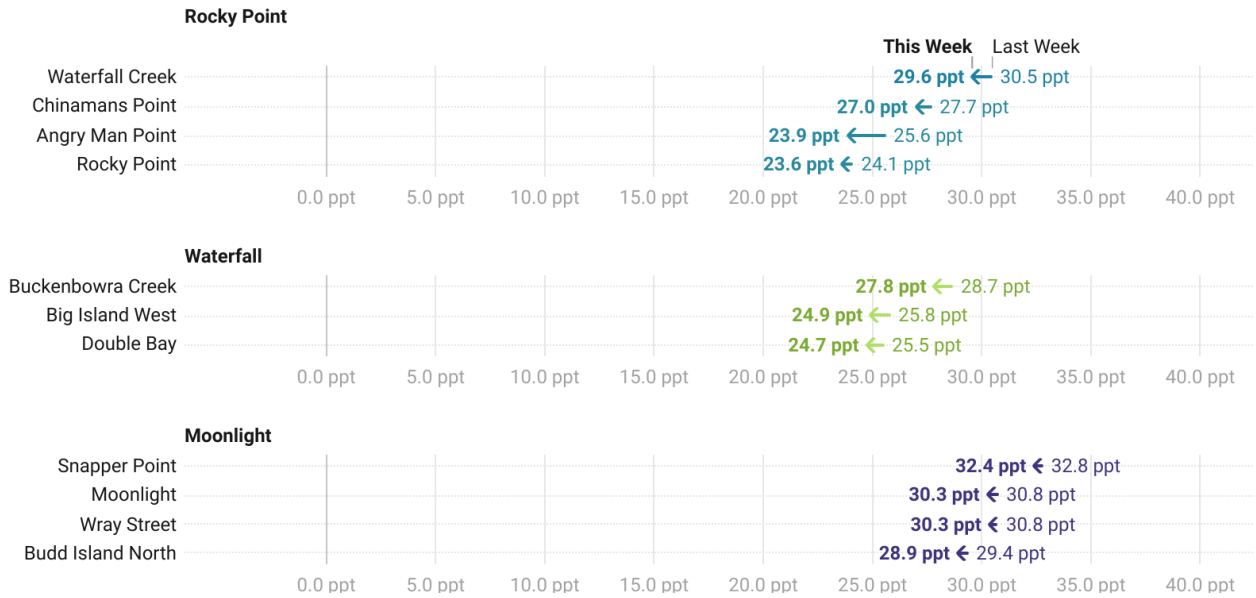 Rocky Point
This Week Last Week
Waterfall Creek 29.6 ppt 30.5 ppt
Chinamans Point 27.0 ppt 27.7 ppt
Angry Man Point 23.9 ppt 25.6 ppt
Rocky Point 23.6 ppt 24.1 ppt
0.0 ppt 5.0 ppt 10.0 ppt 15.0 ppt 20.0 ppt 25.0 ppt 30.0 ppt 35.0 ppt 40.0 ppt
Waterfall
Buckenbowra Creek 27.8 ppt 28.7 ppt
Big Island West 24.9 ppt 25.8 ppt
Double Bay 24.7 ppt 25.5 ppt
0.0 ppt 5.0 ppt 10.0 ppt 15.0 ppt 20.0 ppt 25.0 ppt 30.0 ppt 35.0 ppt 40.0 ppt
Moonlight
Snapper Point 32.4 ppt 32.8 ppt
Moonlight 30.3 ppt 30.8 ppt
Wray Street 30.3 ppt 30.8 ppt
Budd Island North 28.9 ppt 29.4 ppt
0.0 ppt 5.0 ppt 10.0 ppt 15.0 ppt 20.0 ppt 25.0 ppt 30.0 ppt 35.0 ppt 40.0 ppt